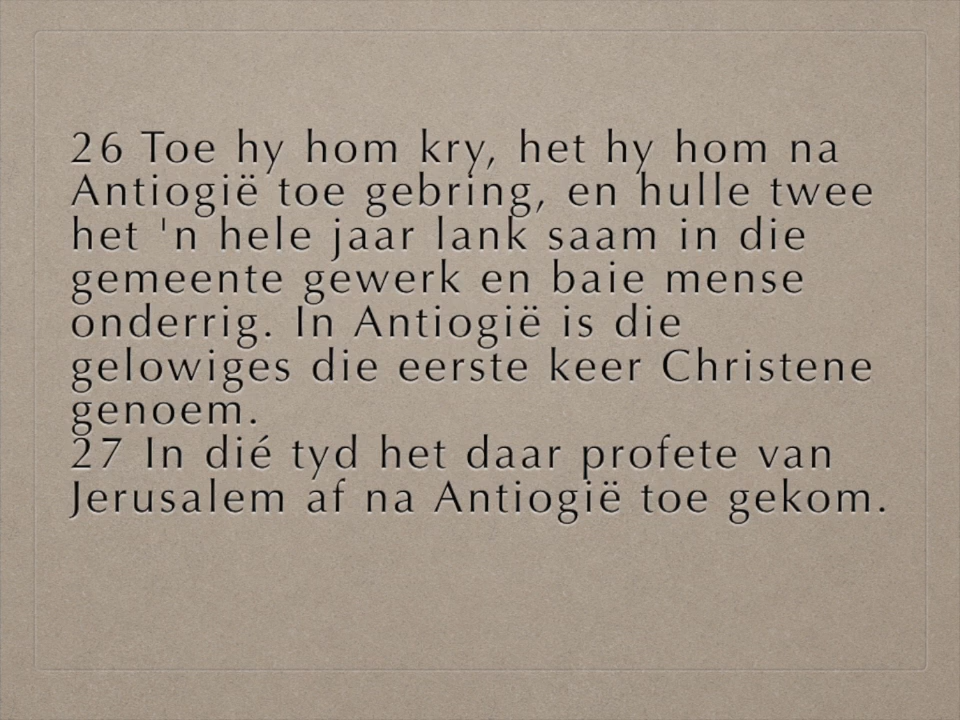 26 Toe hy hom kry, het hy hom na
Antiogië toe gebring, en hulle twee
het 'n hele jaar lank saam in die
gemeente gewerk en baie mense
onderrig. In Antiogië is die
gelowiges die eerste keer Christene
genoem.
27 In dié tyd het daar profete van
Jerusalem af na Antiogië toe gekom.